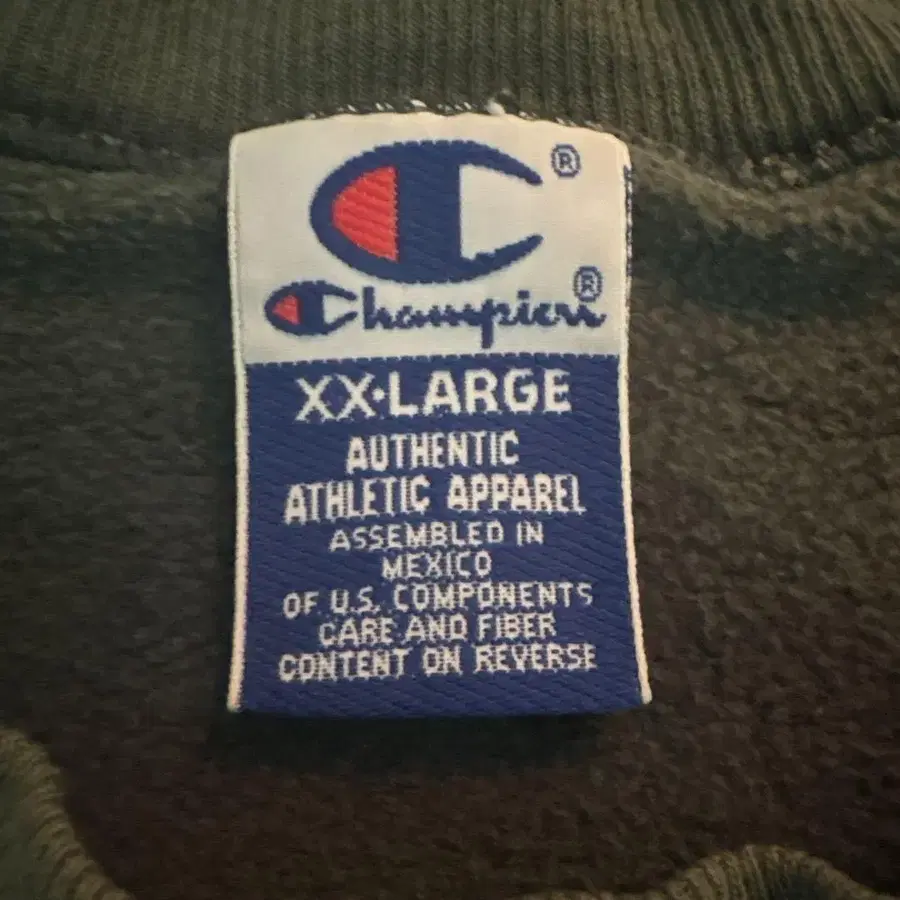 ®
Champion®
XX·LARGE
AUTHENTIC
ATHLETIC APPAREL
ASSEMBLED IN
MEXICO
OF U.S. COMPONENTS
CARE AND FIBER
CONTENT ON REVERSE